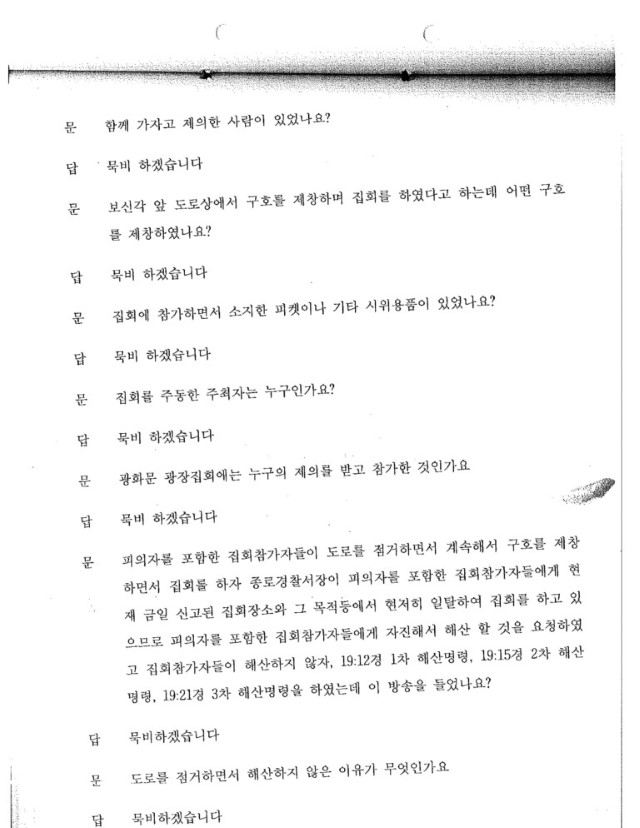 문 함께 가자고 제의한 사람이 있었나요?
답 묵비 하겠습니다
문 보신각 앞 도로상에서 구호를 제창하며 집회를 하였다고 하는데 어떤 구호
를 제창하였나요?
답 묵비 하겠습니다
문 집회에 참가하면서 소지한 피켓이나 기타 시위용품이 있었나요?
답 묵비 하겠습니다
문 집회를 주동한 주최자는 누구인가요?
답 묵비 하겠습니다
문 광화문 광장집회애는 누구의 제의를 받고 참가한 것인가요
답 묵비 하겠습니다
문 피의자를 포함한 집회참가자들이 도로를 점거하면서 계속해서 구호를 제창
하면서 집회를 하자 종로경찰서장이 피의자를 포함한 집회참가자들에게 현
재 금일 신고된 집회장소와 그 목적등에서 현저히 일탈하여 집회를 하고 있
으므로 피의자를 포함한 집회참가자들에게 자진해서 해산 할 것을 요청하였
고 집회참가자들이 해산하지 않자, 19:12경 1차 해산명령, 19:15경 2차 해산
명령, 19:21경 3차 해산명령을 하였는데 이 방송을 들었나요?
답 묵비하겠습니다
문 도로를 점거하면서 해산하지 않은 이유가 무엇인가요
답 묵비하겠습니다